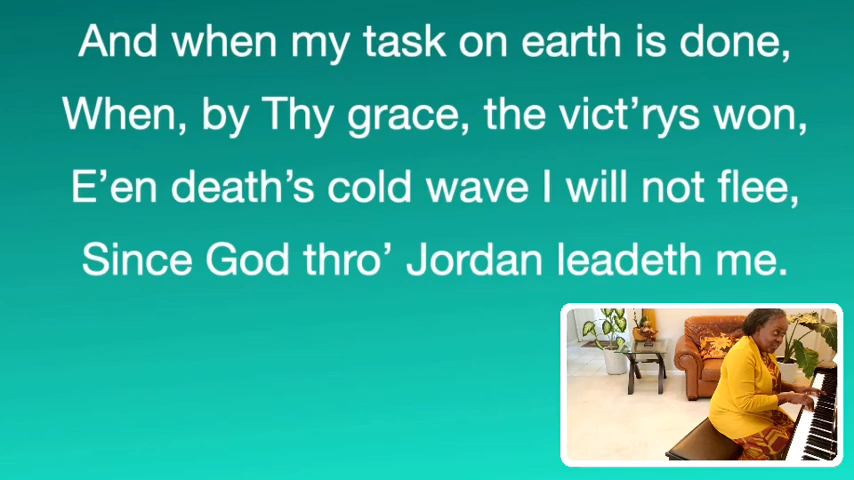 And when my task on earth is done,
When, by Thy grace, the vict’rys won,
E’en death’s cold wave I will not flee,
Since God thro’ Jordan leadeth me.